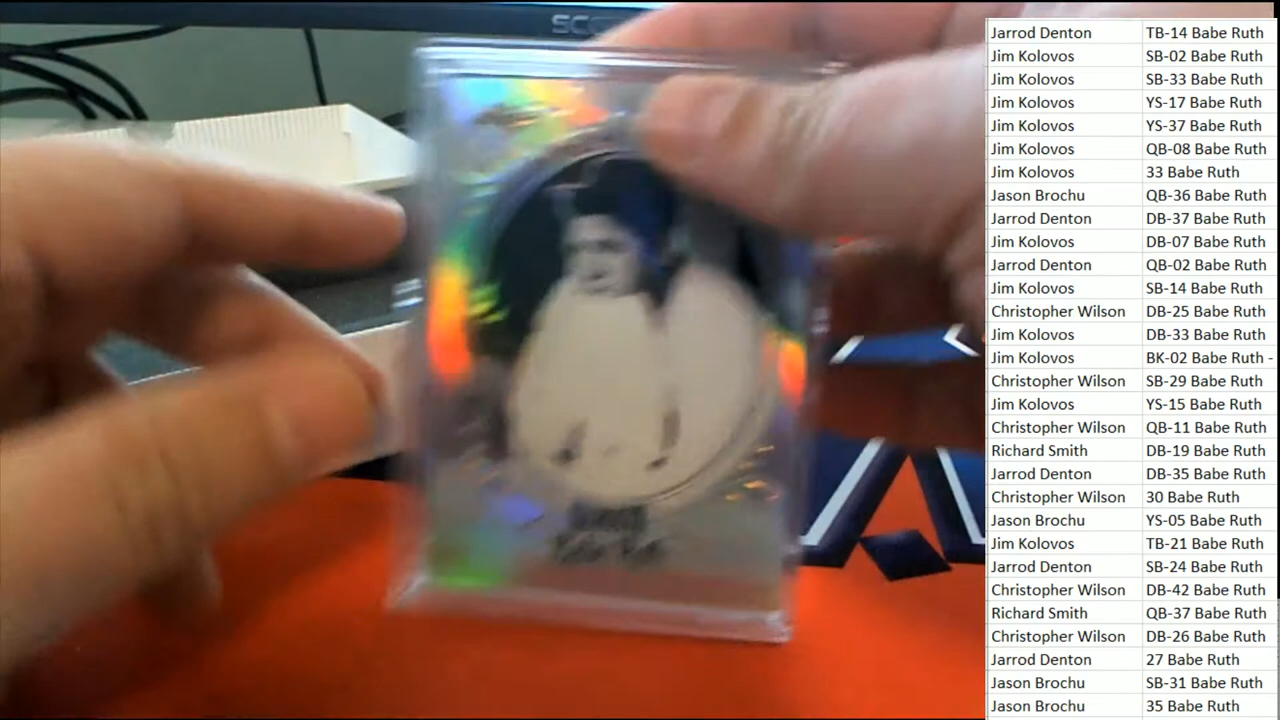 Jarrod Denton TB-14 Babe Ruth
Jim Kolovos SB-02 Babe Ruth
Jim Kolovos SB-33 Babe Ruth
Jim Kolovos YS-17 Babe Ruth
Jim Kolovos YS-37 Babe Ruth
Jim Kolovos QB-08 Babe Ruth
Jim Kolovos 33 Babe Ruth
Jason Brochu QB-36 Babe Ruth
Jarrod Denton DB-37 Babe Ruth
Jim Kolovos DB-07 Babe Ruth
Jarrod Denton QB-02 Babe Ruth
Jim Kolovos SB-14 Babe Ruth
Christopher Wilson DB-25 Babe Ruth
Jim Kolovos DB-33 Babe Ruth
Jim Kolovos BK-02 Babe Ruth -
Christopher Wilson SB-29 Babe Ruth
Jim Kolovos YS-15 Babe Ruth
Christopher Wilson QB-11 Babe Ruth
Richard Smith DB-19 Babe Ruth
Jarrod Denton DB-35 Babe Ruth
Christopher Wilson 30 Babe Ruth
Jason Brochu YS-05 Babe Ruth
Jim Kolovos TB-21 Babe Ruth
Jarrod Denton SB-24 Babe Ruth
Christopher Wilson DB-42 Babe Ruth
Richard Smith QB-37 Babe Ruth
Christopher Wilson DB-26 Babe Ruth
Jarrod Denton 27 Babe Ruth
Jason Brochu SB-31 Babe Ruth
Jason Brochu 35 Babe Ruth